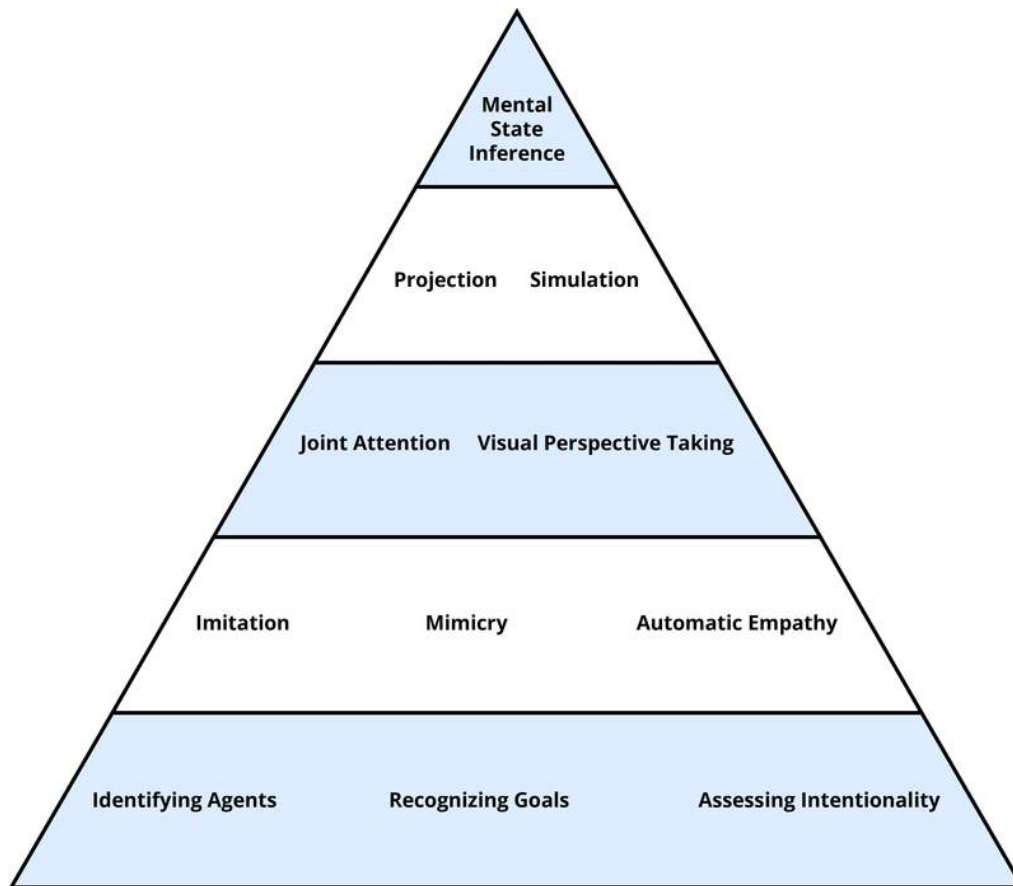 Mental
State
Inference
Projection Simulation
Joint Attention Visual Perspective Taking
Imitation Mimicry Automatic Empathy
Identifying Agents Recognizing Goals Assessing Intentionality